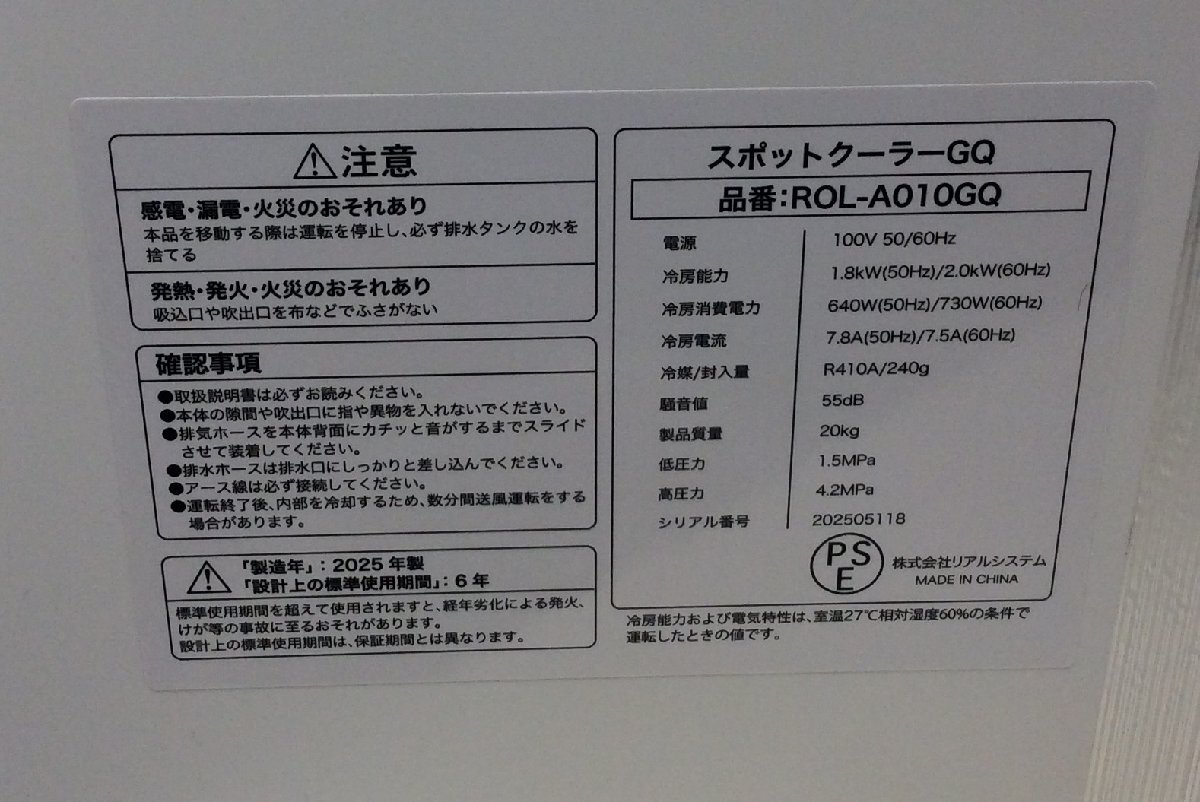 ⚠注意
感電・漏電・火災のおそれあり
本品を移動する際は運転を停止し、必ず排水タンクの水を
捨てる
発熱・発火・火災のおそれあり
吸込口や吹出口を布などでふさがない
確認事項
●取扱説明書は必ずお読みください。
●本体の隙間や吹出口に指や異物を入れないでください。
●排気ホースを本体背面にカチッと音がするまでスライド
させて装着してください。
●排水ホースは排水口にしっかりと差し込んでください。
●アース線は必ず接続してください。
●運転終了後、内部を冷却するため、数分間送風運転をする
場合があります。
⚠「製造年」：2025 年製
「設計上の標準使用期間」：6 年
標準使用期間を超えて使用されますと、経年劣化による発火、
けが等の事故に至るおそれがあります。
設計上の標準使用期間は、保証期間とは異なります。
スポットクーラーGQ
品番：ROL-A010GQ
電源 100V 50/60Hz
冷房能力 1.8kW(50Hz)/2.0kW(60Hz)
冷房消費電力 640W(50Hz)/730W(60Hz)
冷房電流 7.8A(50Hz)/7.5A(60Hz)
冷媒/封入量 R410A/240g
騒音値 55dB
製品質量 20kg
低圧力 1.5MPa
高圧力 4.2MPa
シリアル番号 202505118
PSE 株式会社リアルシステム
MADE IN CHINA
冷房能力および電気特性は、室温27℃相対湿度60%の条件で
運転したときの値です。